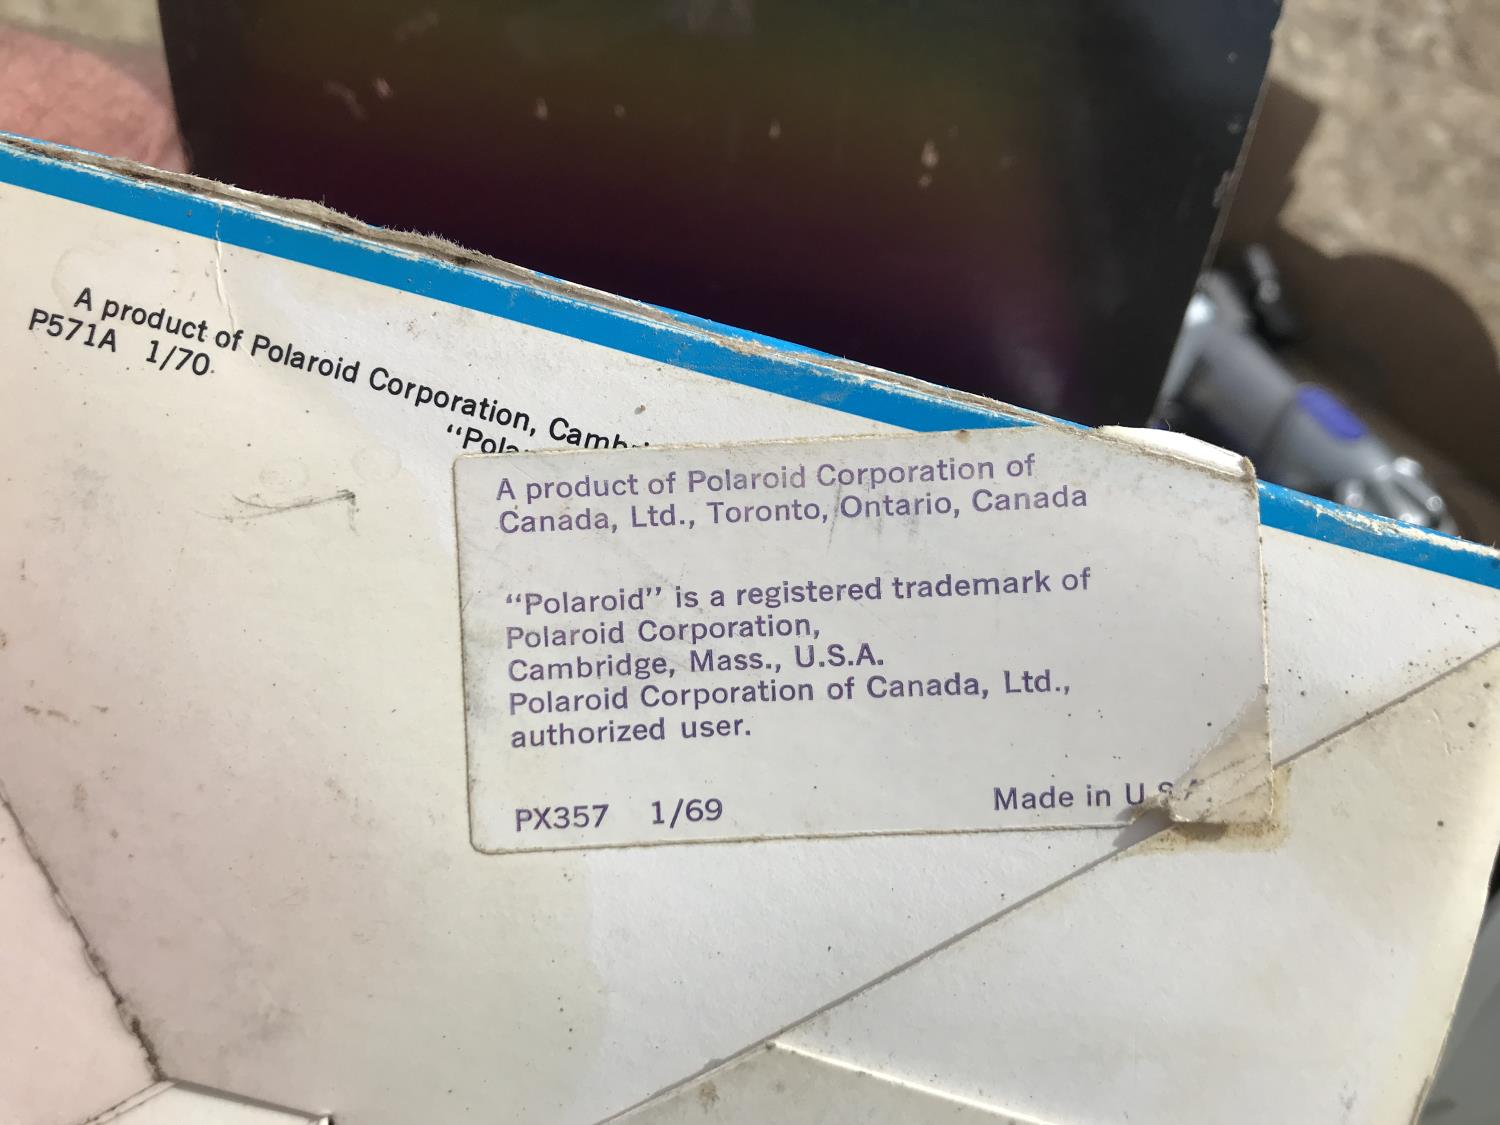 A product of Polaroid Corporation,
P571A 1/70
A product of Polaroid Corporation of
Canada, Ltd., Toronto, Ontario, Canada
“Polaroid” is a registered trademark of
Polaroid Corporation,
Cambridge, Mass., U.S.A.
Polaroid Corporation of Canada, Ltd.,
authorized user.
PX357 1/69
Made in U.S.A.